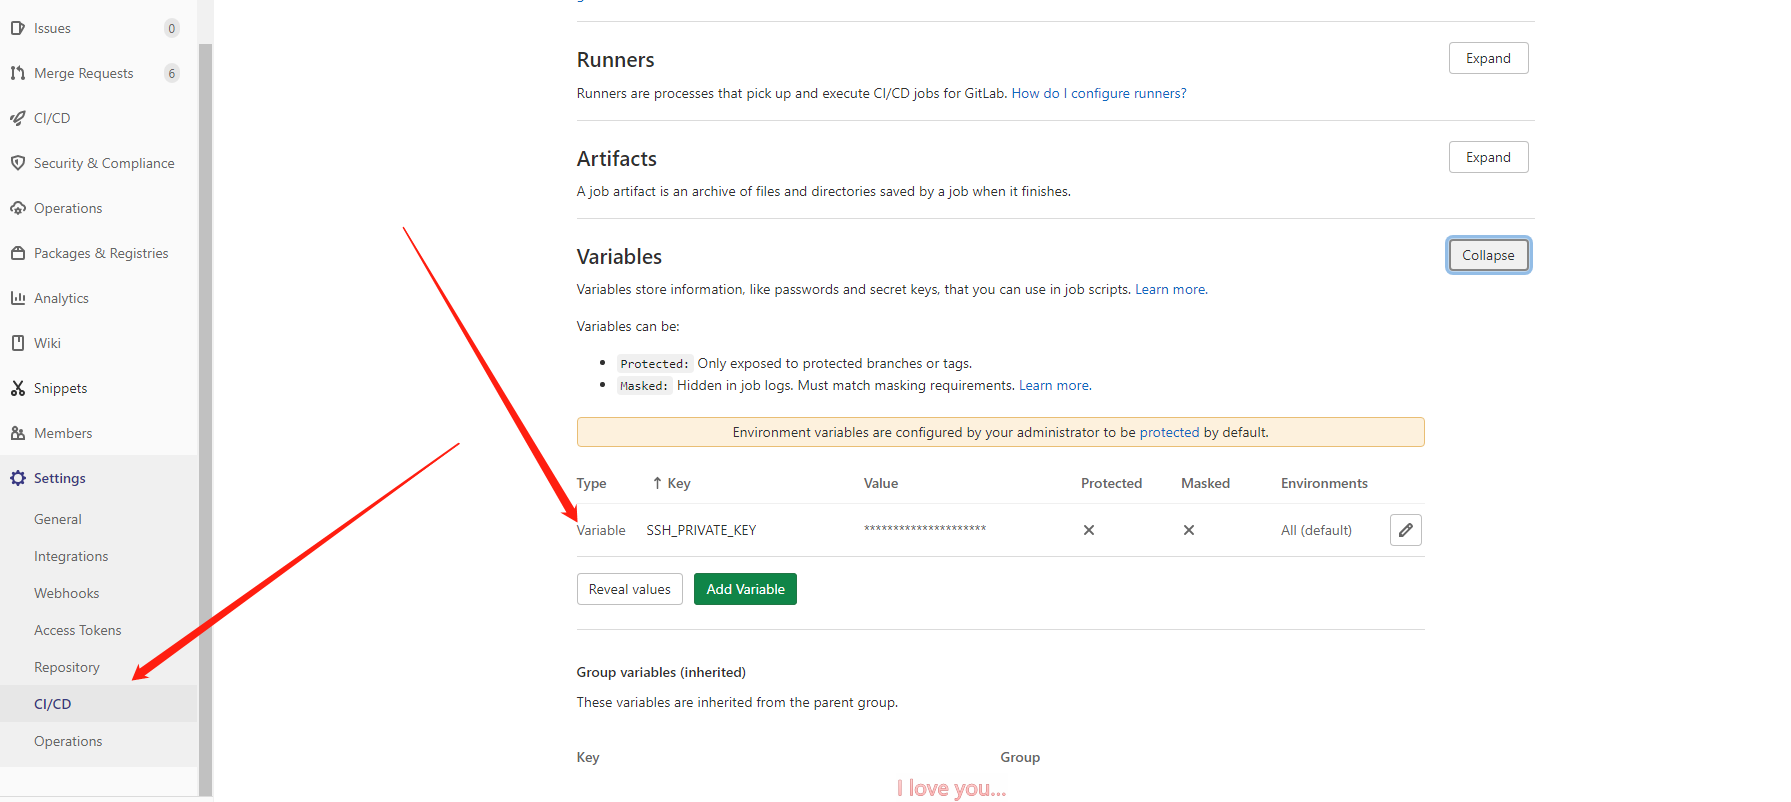 Issues 0
Merge Requests 6
CI/CD
Security & Compliance
Operations
Packages & Registries
Analytics
Wiki
Snippets
Members
Settings
General
Integrations
Webhooks
Access Tokens
Repository
CI/CD
Operations
Runners
Expand
Runners are processes that pick up and execute CI/CD jobs for GitLab. How do I configure runners?
Artifacts
Expand
A job artifact is an archive of files and directories saved by a job when it finishes.
Variables
Collapse
Variables store information, like passwords and secret keys, that you can use in job scripts. Learn more.
Variables can be:
• Protected: Only exposed to protected branches or tags.
• Masked: Hidden in job logs. Must match masking requirements. Learn more.
Environment variables are configured by your administrator to be protected by default.
Type ↑ Key Value Protected Masked Environments
Variable SSH_PRIVATE_KEY ********************* ✕ ✕ All (default)
Reveal values Add Variable
Group variables (inherited)
These variables are inherited from the parent group.
Key Group
I love you...